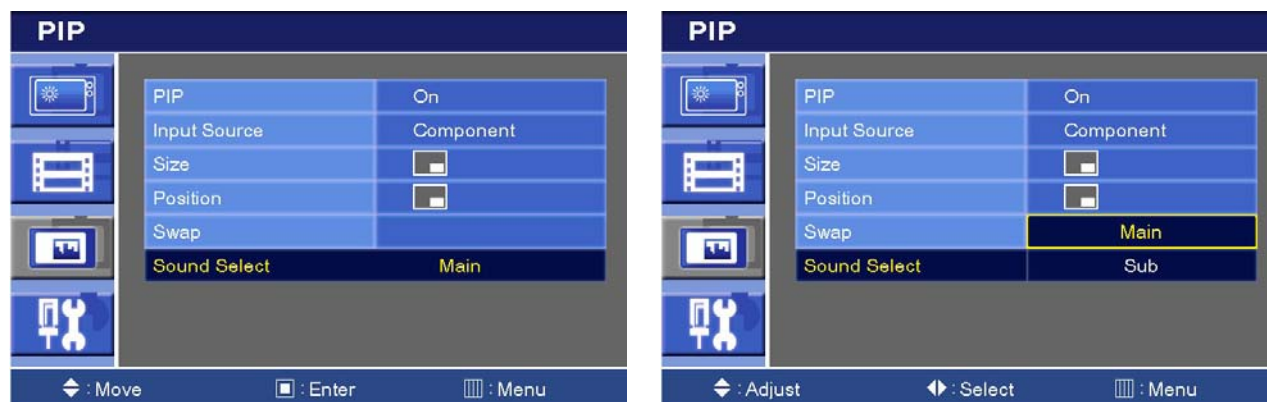 PIP
PIP On
Input Source Component
Size
Position
Swap
Sound Select Main
: Move : Enter : Menu
PIP
PIP On
Input Source Component
Size
Position
Swap Main
Sound Select Sub
: Adjust : Select : Menu